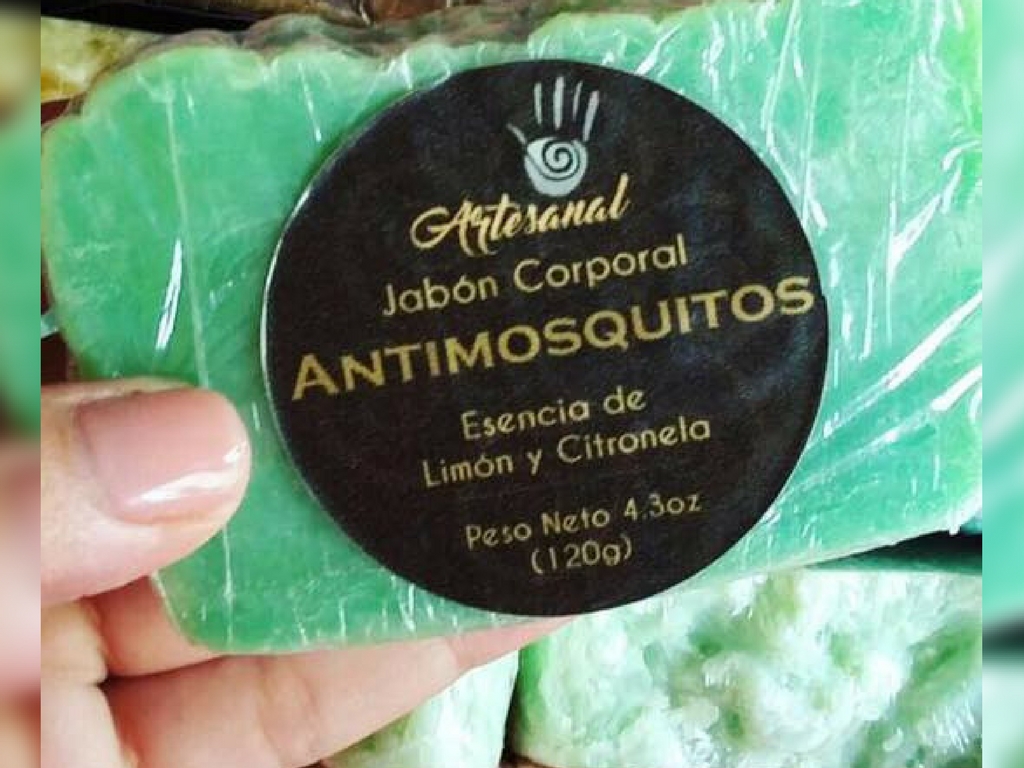 Artesanal
Jabón Corporal
ANTIMOSQUITOS
Esencia de
Limón y Citronela
Peso Neto 4.3oz
(120g)